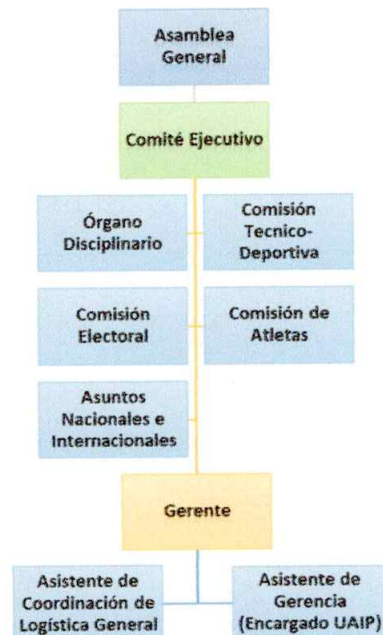 Asamblea
General
Comité Ejecutivo
Órgano
Disciplinario
Comisión
Tecnico-
Deportiva
Comisión
Electoral
Comisión de
Atletas
Asuntos
Nacionales e
Internacionales
Gerente
Asistente de
Coordinación de
Logística General
Asistente de
Gerencia
(Encargado UAIP)